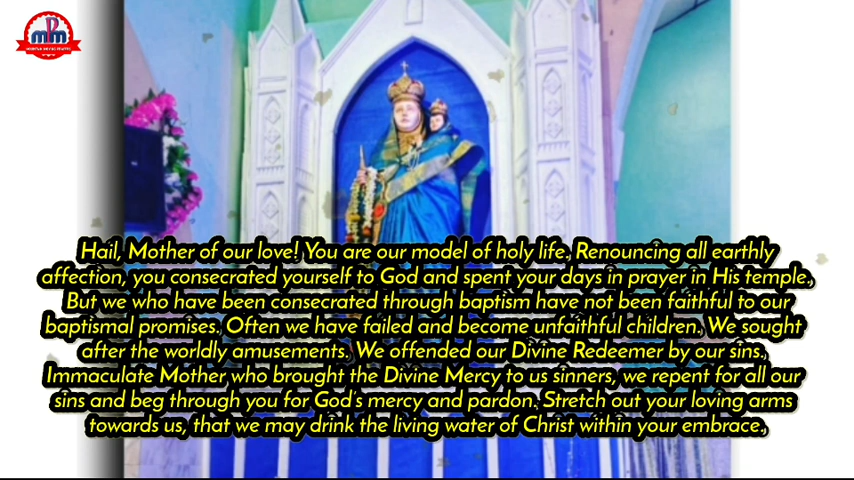 mpm
Hail, Mother of our love! You are our model of holy life. Renouncing all earthly
affection, you consecrated yourself to God and spent your days in prayer in His temple.
But we who have been consecrated through baptism have not been faithful to our
baptismal promises. Often we have failed and become unfaithful children. We sought
after the worldly amusements. We offended our Divine Redeemer by our sins.
Immaculate Mother who brought the Divine Mercy to us sinners, we repent for all our
sins and beg through you for God's mercy and pardon. Stretch out your loving arms
towards us, that we may drink the living water of Christ within your embrace.